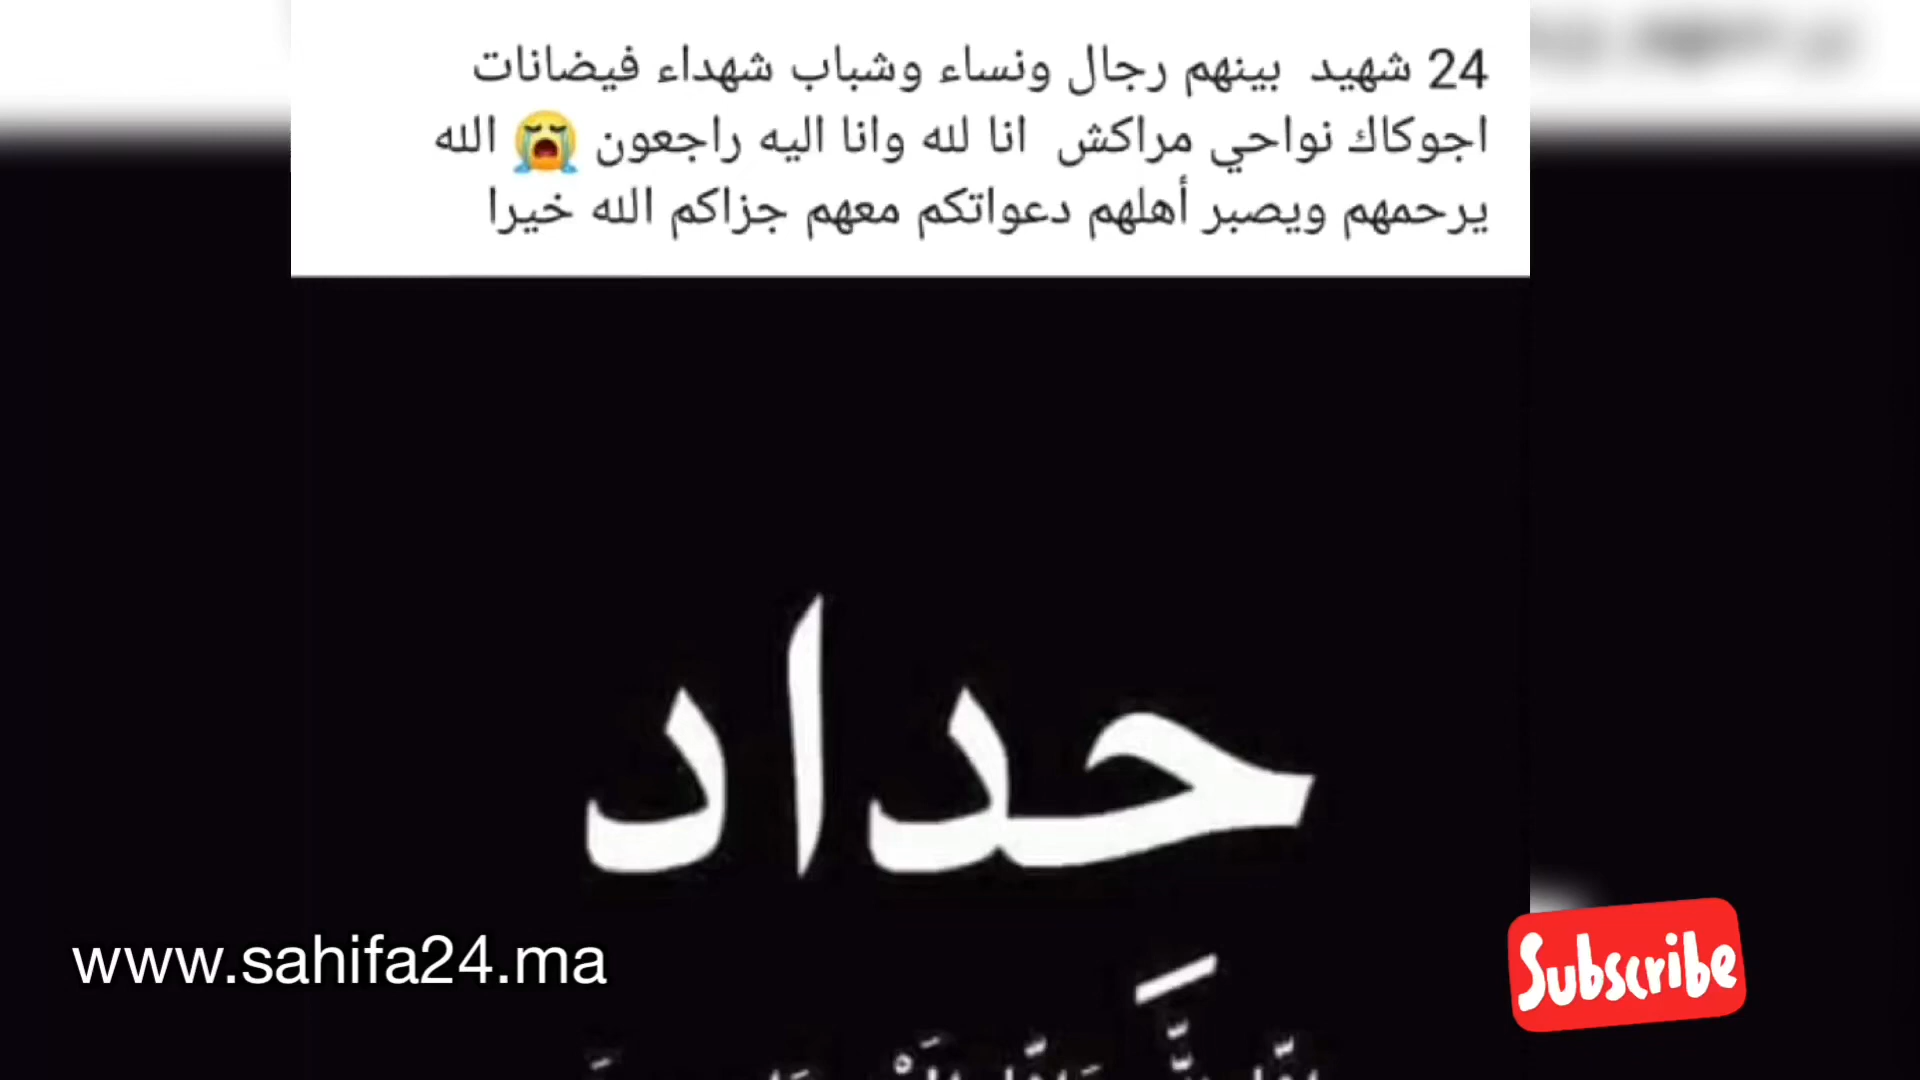 24 شهيد بينهم رجال ونساء وشباب شهداء فيضانات
اجوكاك نواحي مراكش انا لله وانا اليه راجعون 😭 الله
يرحمهم ويصبر أهلهم دعواتكم معهم جزاكم الله خيرا
حِداد
www.sahifa24.ma
Subscribe